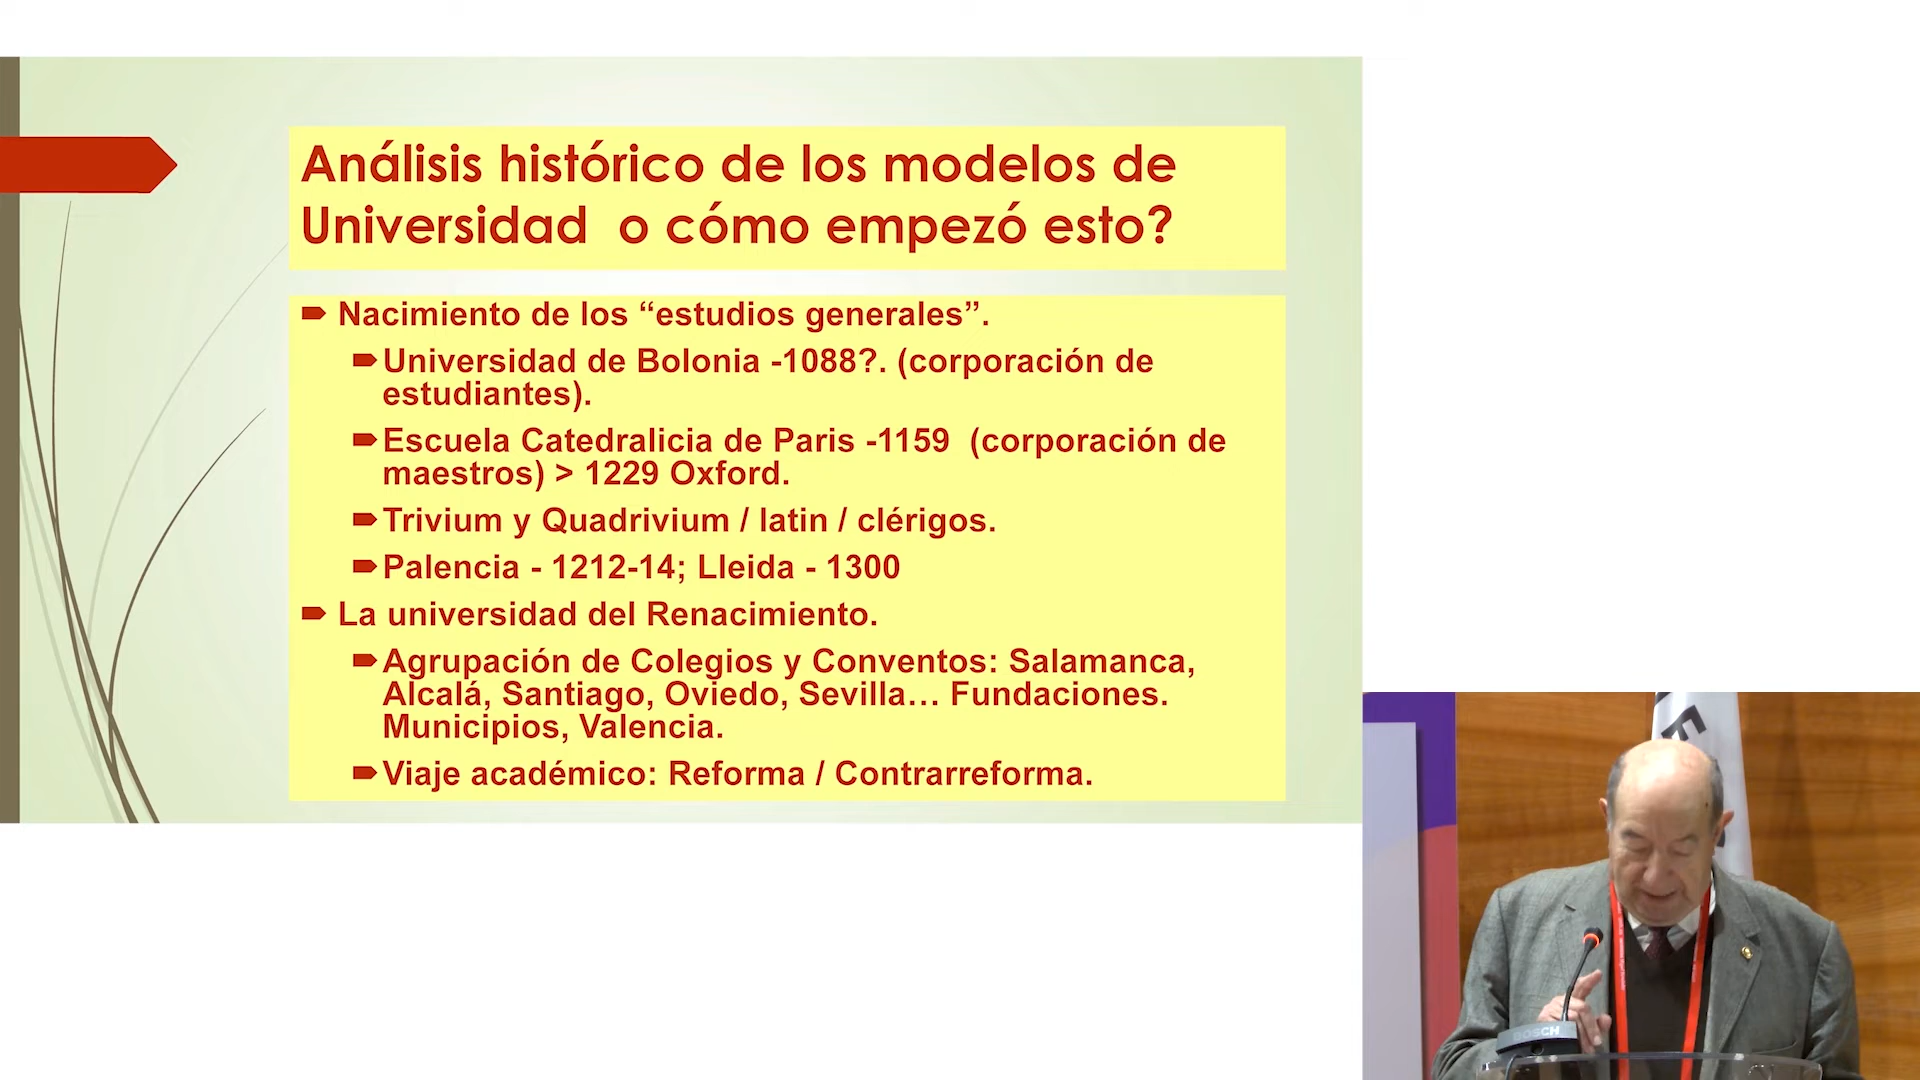 Análisis histórico de los modelos de
Universidad o cómo empezó esto?
Nacimiento de los “estudios generales”.
Universidad de Bolonia -1088?. (corporación de
estudiantes).
Escuela Catedralicia de Paris -1159 (corporación de
maestros) > 1229 Oxford.
Trivium y Quadrivium / latin / clérigos.
Palencia - 1212-14; Lleida - 1300
La universidad del Renacimiento.
Agrupación de Colegios y Conventos: Salamanca,
Alcalá, Santiago, Oviedo, Sevilla… Fundaciones.
Municipios, Valencia.
Viaje académico: Reforma / Contrarreforma.
BOSCH